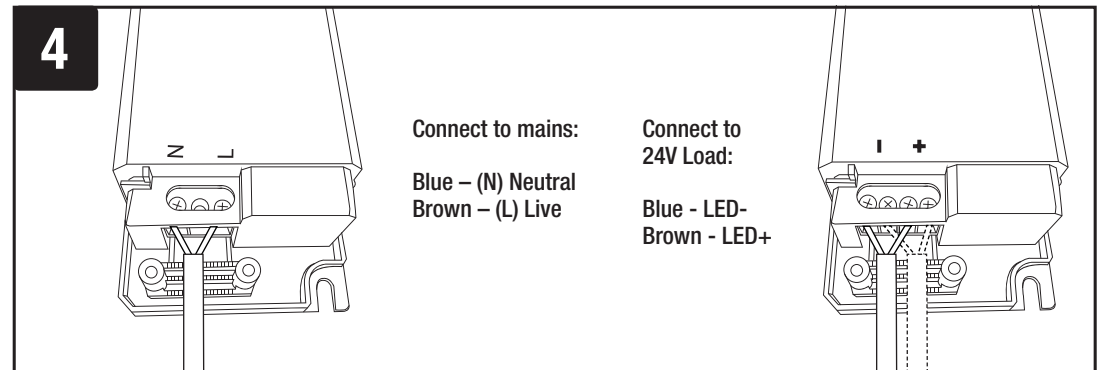 4
N L
Connect to mains:
Blue – (N) Neutral
Brown – (L) Live
Connect to
24V Load:
Blue - LED-
Brown - LED+
- +